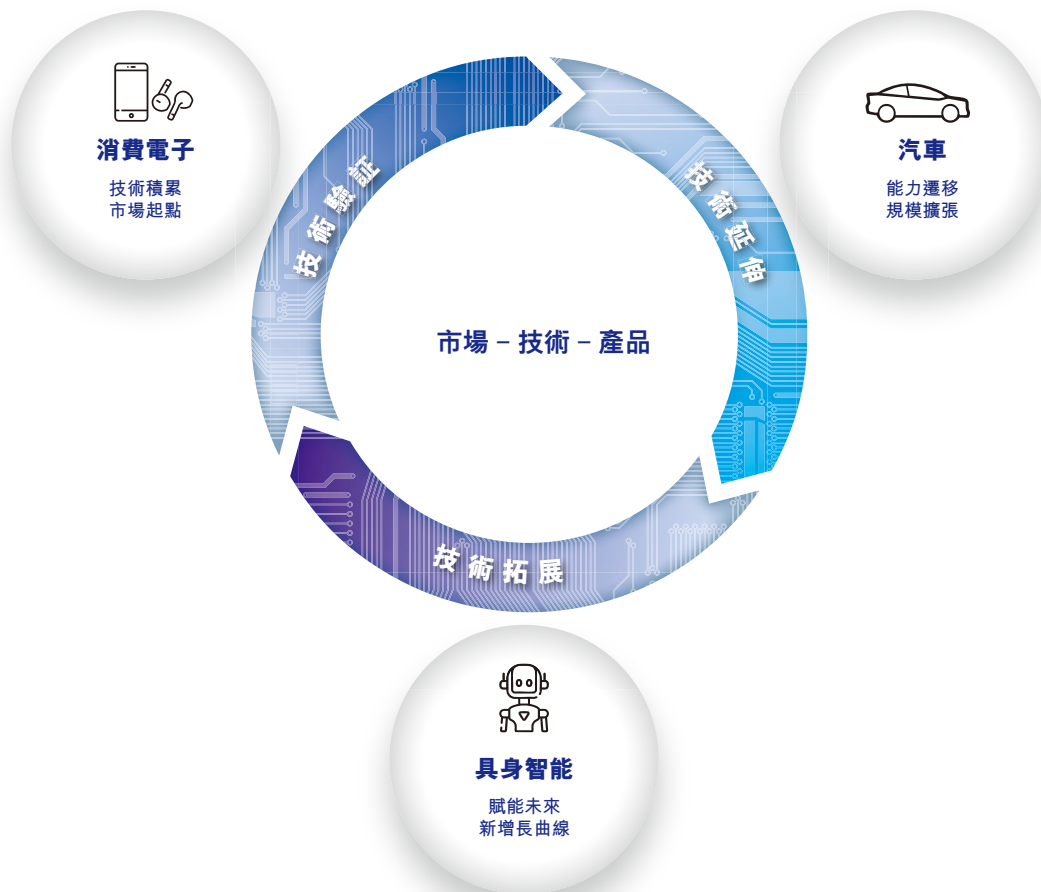 消費電子
技術積累
市場起點
汽車
能力遷移
規模擴張
技術驗証
技術延伸
市場 – 技術 – 產品
技術拓展
具身智能
賦能未來
新增長曲線